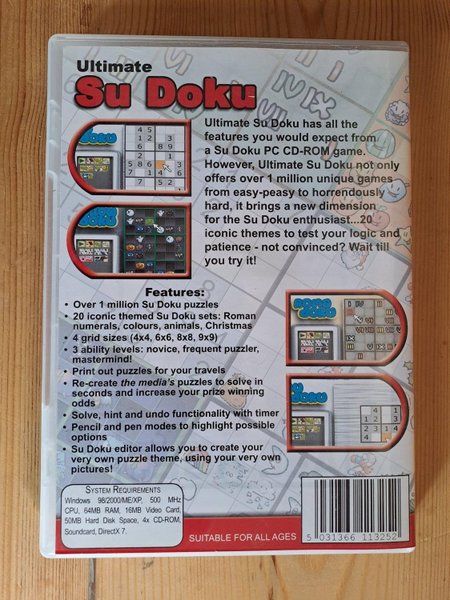 Ultimate
Su Doku
Ultimate Su Doku has all the
features you would expect from
a Su Doku PC CD-ROM game.
However, Ultimate Su Doku not only
offers over 1 million unique games
from easy-peasy to horrendously
hard, it brings a new dimension
for the Su Doku enthusiast...20
iconic themes to test your logic and
patience - not convinced? Wait till
you try it!
Features:
• Over 1 million Su Doku puzzles
• 20 iconic themed Su Doku sets: Roman
numerals, colours, animals, Christmas
• 4 grid sizes (4x4, 6x6, 8x8, 9x9)
• 3 ability levels: novice, frequent puzzler,
mastermind!
• Print out puzzles for your travels
• Re-create the media's puzzles to solve in
seconds and increase your prize winning
odds
• Solve, hint and undo functionality with timer
• Pencil and pen modes to highlight possible
options
• Su Doku editor allows you to create your
very own puzzle theme, using your very own
pictures!
SYSTEM REQUIREMENTS
Windows 98/2000/ME/XP, 500 MHz
CPU, 64MB RAM, 16MB Video Card,
50MB Hard Disk Space, 4x CD-ROM,
Soundcard, DirectX 7.
SUITABLE FOR ALL AGES
5 031366 113252